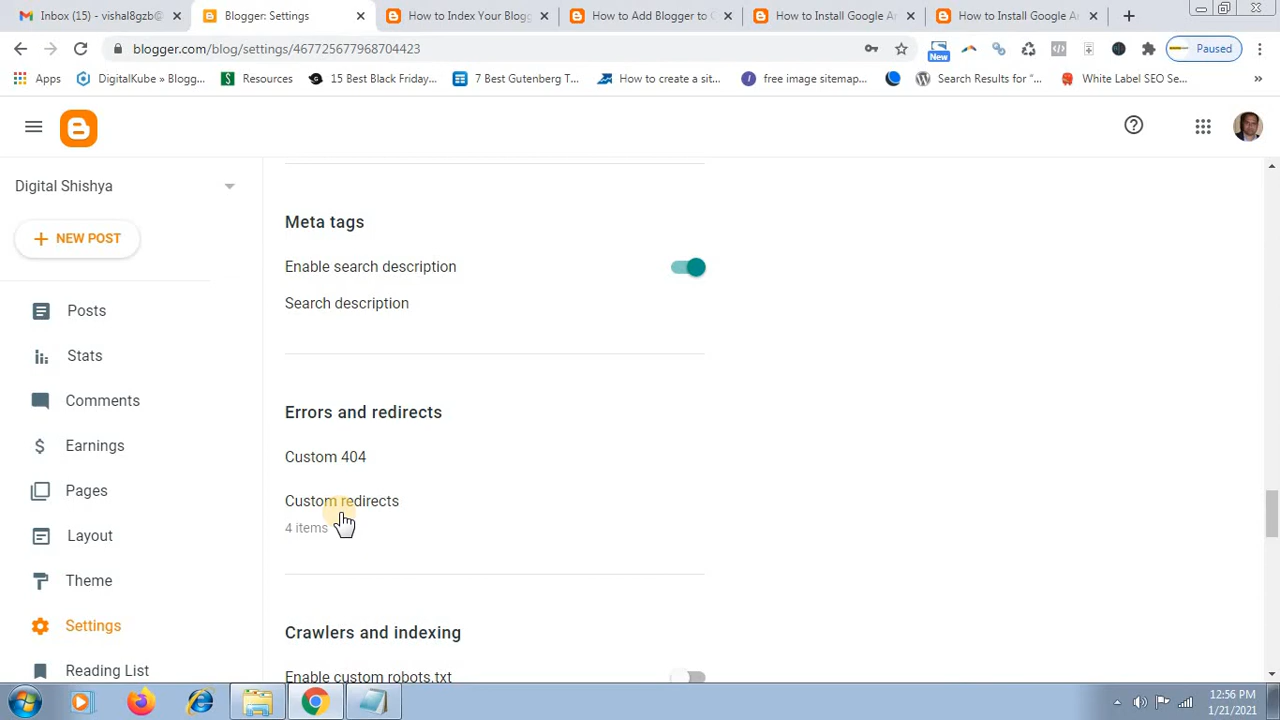 Inbox (15) - vishal8gzb@
Blogger: Settings
How to Index Your Blogg
How to Add Blogger to G
How to Install Google A
How to Install Google A
blogger.com/blog/settings/467725677968704423
New
Paused
Apps
DigitalKube » Blogg...
Resources
15 Best Black Friday...
7 Best Gutenberg T...
How to create a sit...
free image sitemap...
Search Results for “...
White Label SEO Se...
»
Digital Shishya
+ NEW POST
Posts
Stats
Comments
Earnings
Pages
Layout
Theme
Settings
Reading List
Meta tags
Enable search description
Search description
Errors and redirects
Custom 404
Custom redirects
4 items
Crawlers and indexing
Enable custom robots.txt
12:56 PM
1/21/2021